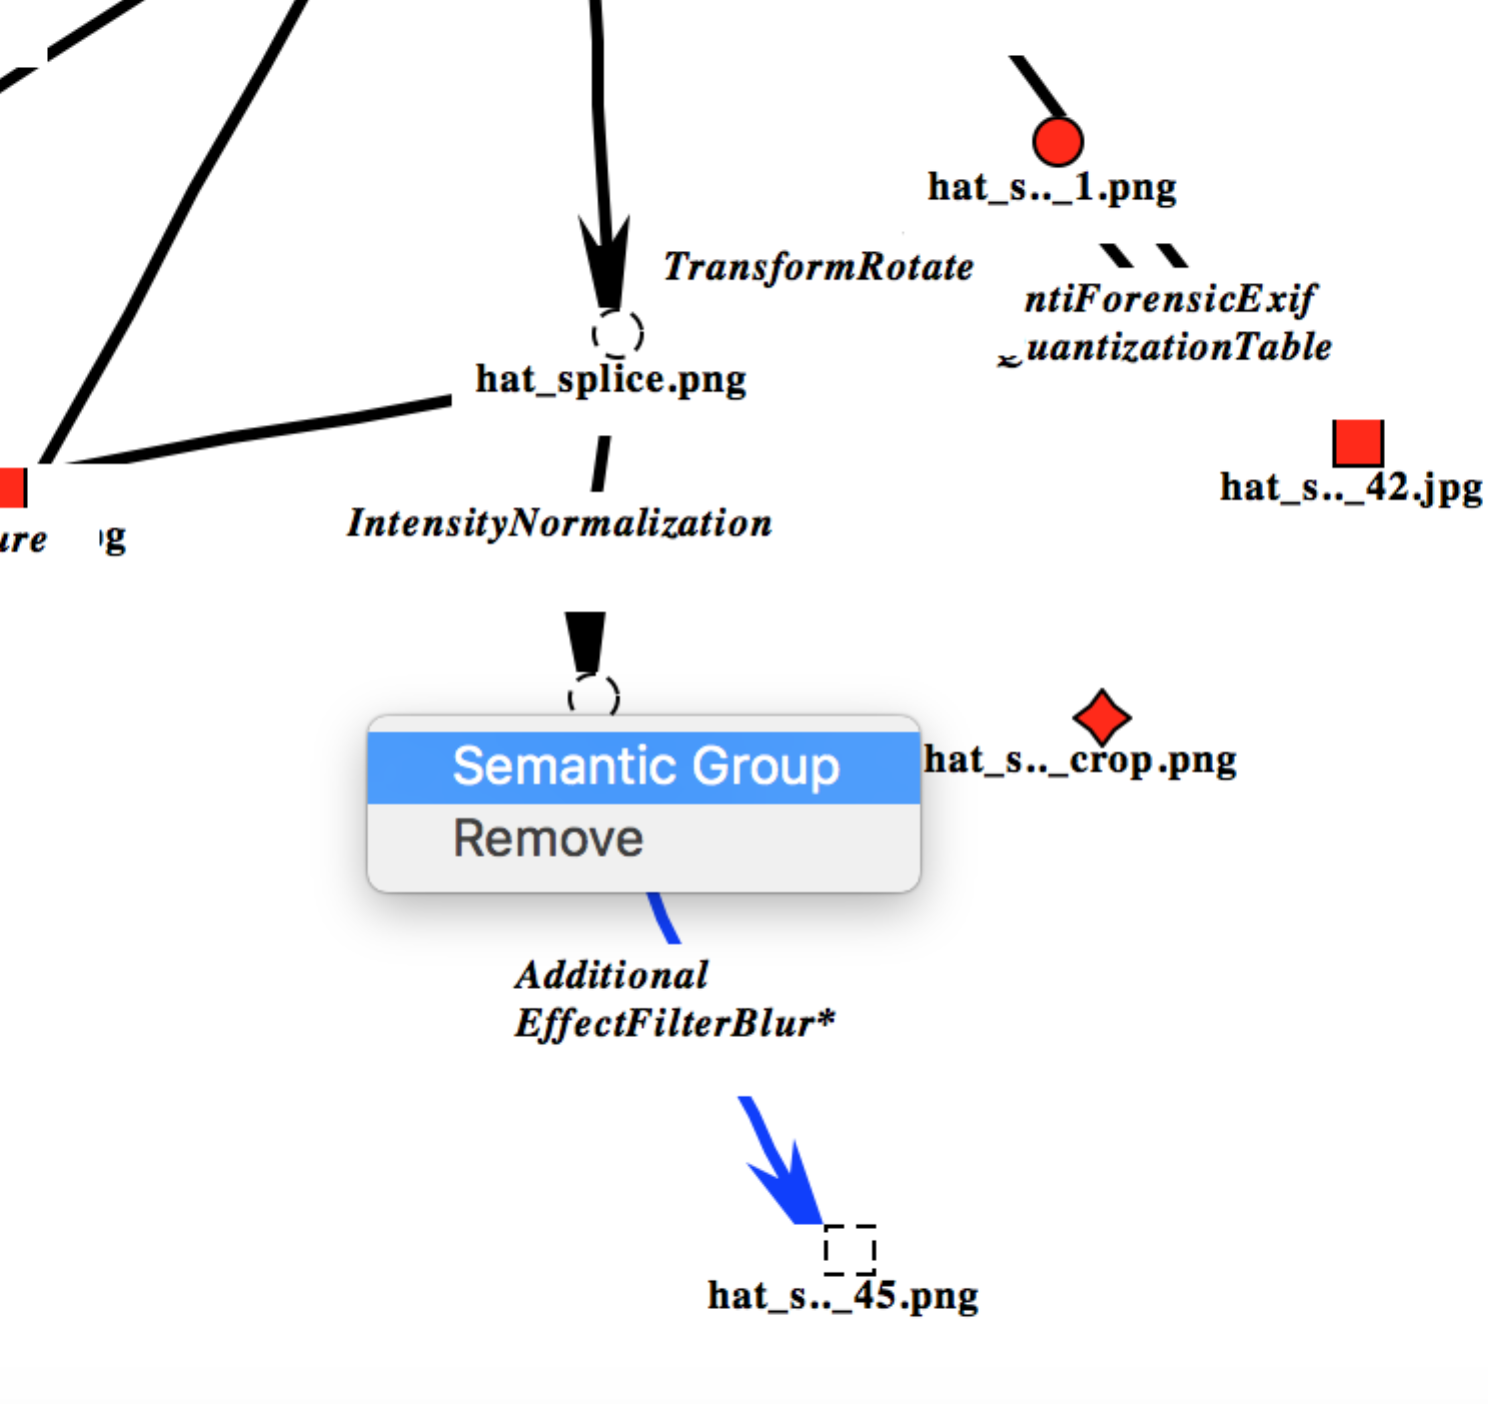 hat_s.._1.png
TransformRotate
ntiForensicExif
uantizationTable
hat_splice.png
hat_s.._42.jpg
IntensityNormalization
ure
g
Semantic Group
hat_s.._crop.png
Remove
Additional
EffectFilterBlur*
hat_s.._45.png